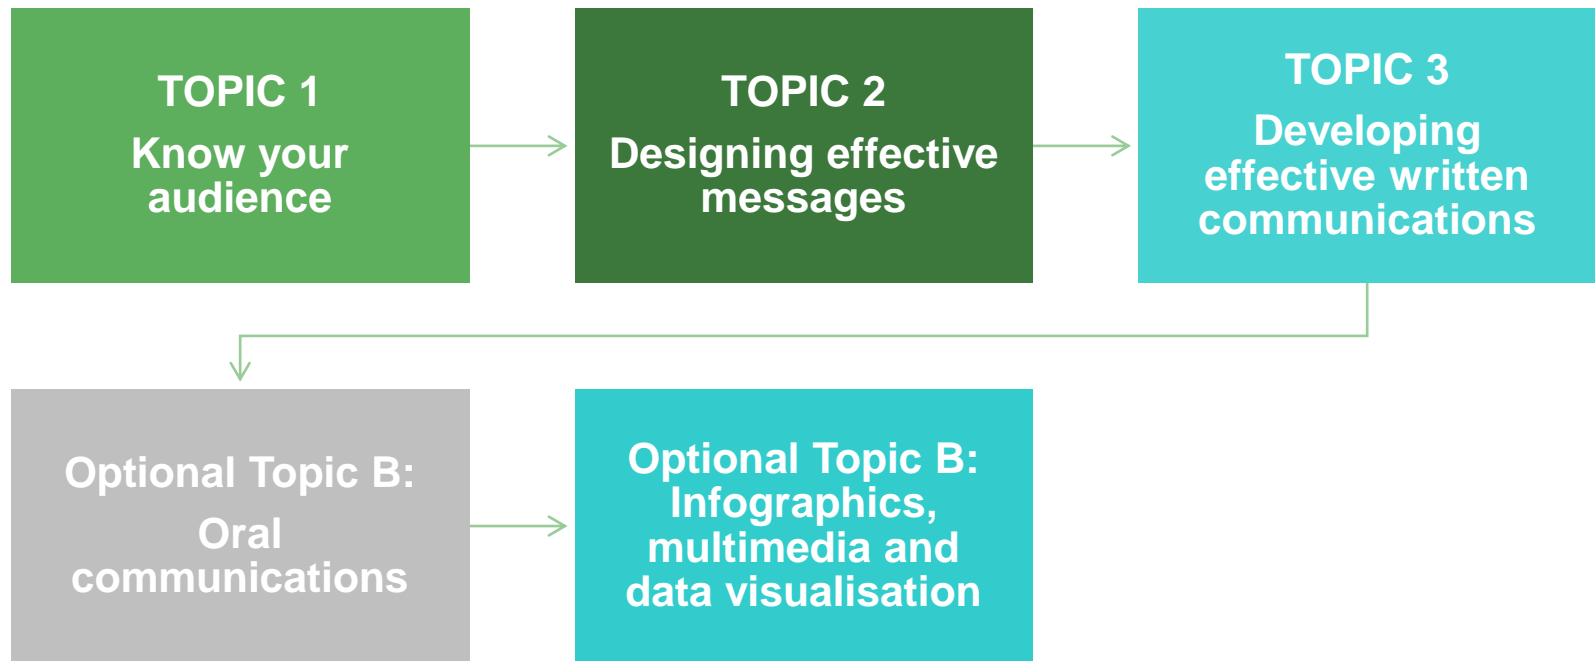 TOPIC 1
Know your
audience
TOPIC 2
Designing effective
messages
TOPIC 3
Developing
effective written
communications
Optional Topic B:
Oral
communications
Optional Topic B:
Infographics,
multimedia and
data visualisation